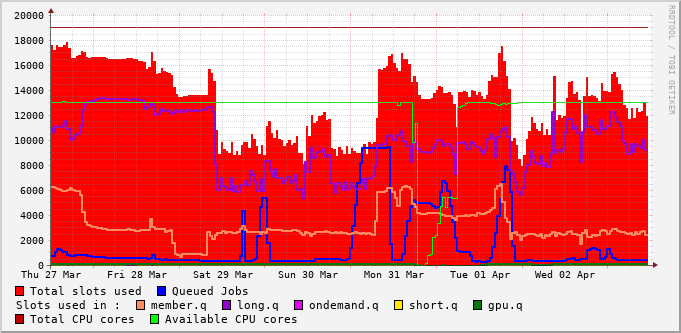 20000
18000
16000
14000
12000
10000
8000
6000
4000
2000
0
Thu 27 Mar Fri 28 Mar Sat 29 Mar Sun 30 Mar Mon 31 Mar Tue 01 Apr Wed 02 Apr
Total slots used Queued Jobs
Slots used in : member.q long.q ondemand.q short.q gpu.q
Total CPU cores Available CPU cores
RRDTOOL / TOBI OETIKER